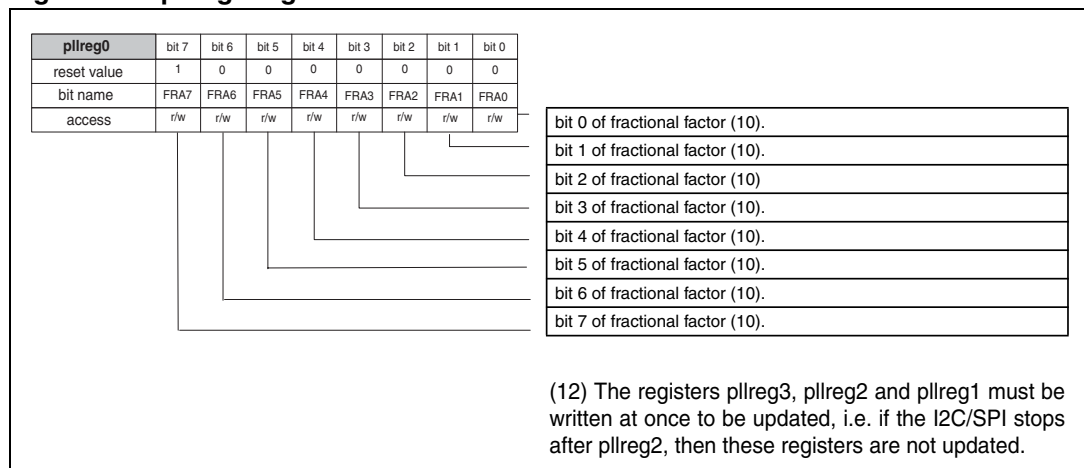 pllreg0 bit 7 bit 6 bit 5 bit 4 bit 3 bit 2 bit 1 bit 0
reset value 1 0 0 0 0 0 0 0
bit name FRA7 FRA6 FRA5 FRA4 FRA3 FRA2 FRA1 FRA0
access r/w r/w r/w r/w r/w r/w r/w r/w
bit 0 of fractional factor (10).
bit 1 of fractional factor (10).
bit 2 of fractional factor (10)
bit 3 of fractional factor (10).
bit 4 of fractional factor (10).
bit 5 of fractional factor (10).
bit 6 of fractional factor (10).
bit 7 of fractional factor (10).
(12) The registers pllreg3, pllreg2 and pllreg1 must be
written at once to be updated, i.e. if the I2C/SPI stops
after pllreg2, then these registers are not updated.